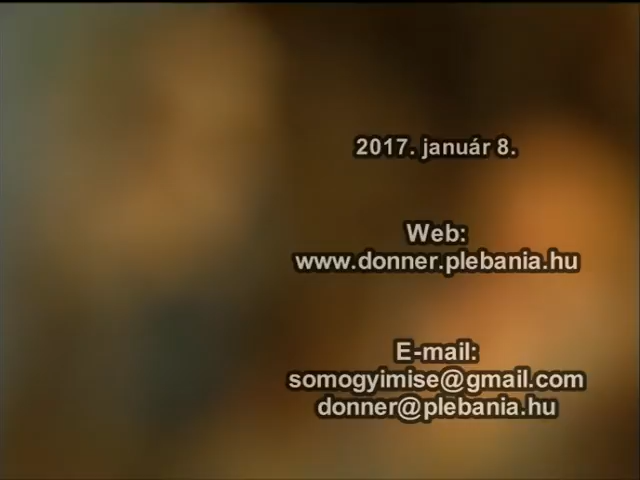 2017. január 8.
Web:
www.donner.plebania.hu
E-mail:
somogyimise@gmail.com
donner@plebania.hu